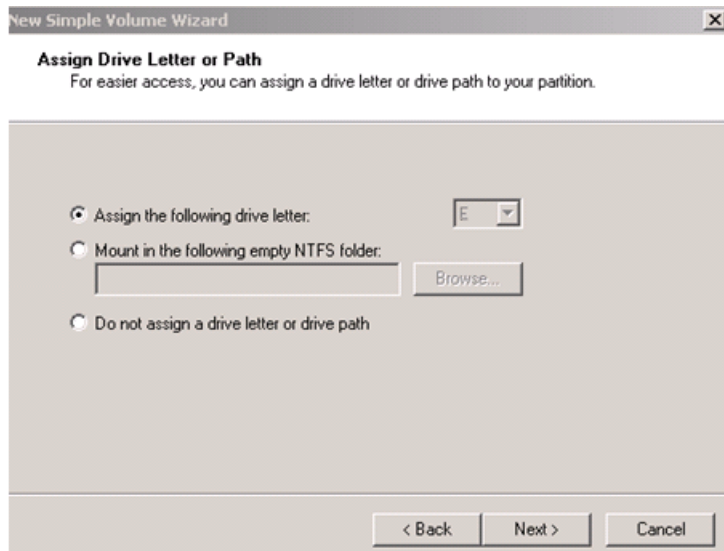 New Simple Volume Wizard
Assign Drive Letter or Path
For easier access, you can assign a drive letter or drive path to your partition.
Assign the following drive letter: E
Mount in the following empty NTFS folder:
Browse...
Do not assign a drive letter or drive path
< Back Next > Cancel